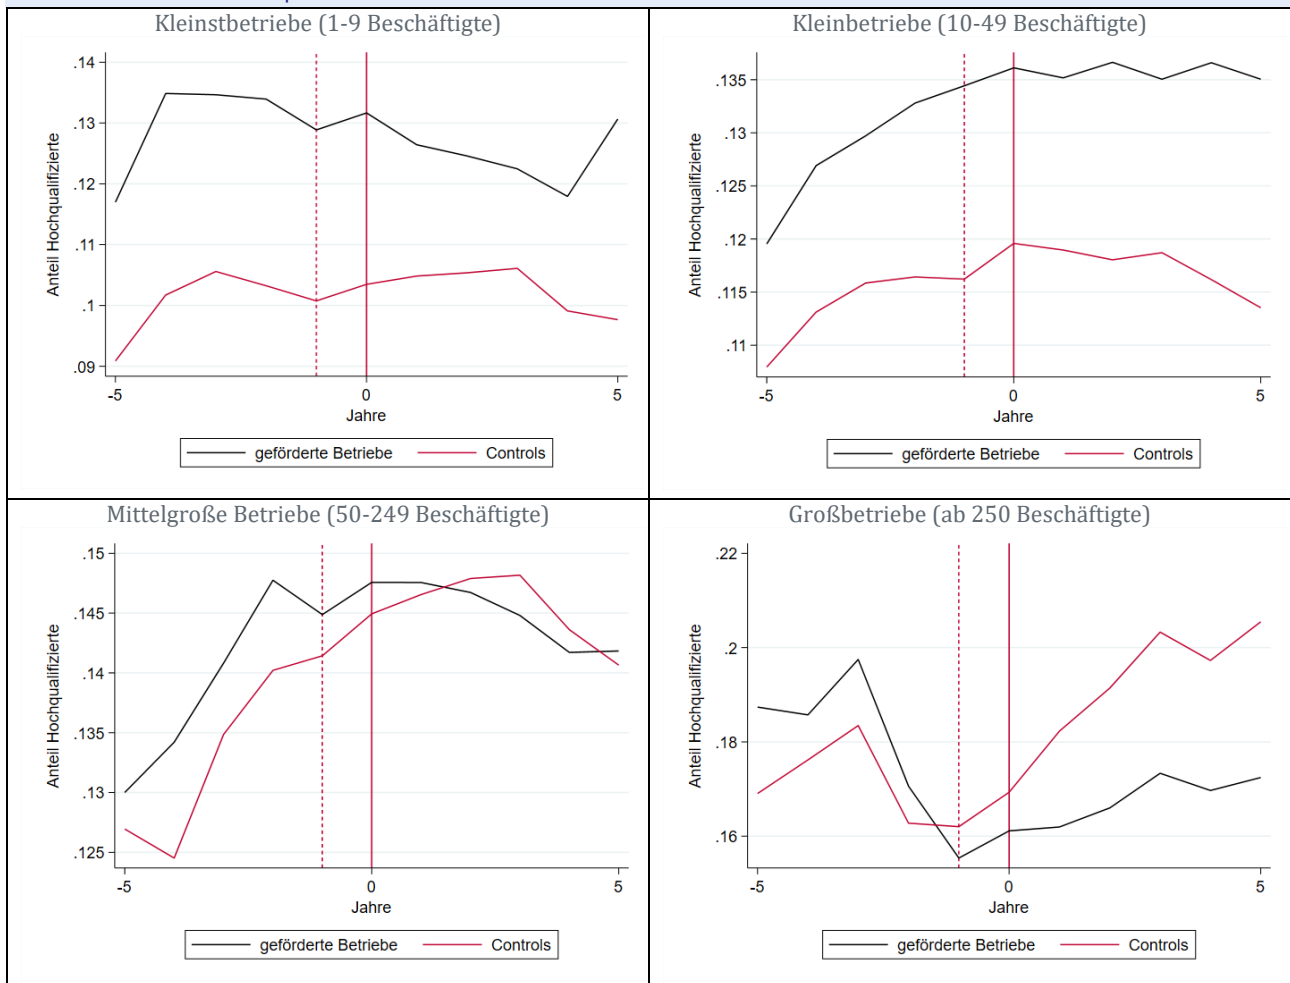 Kleinstbetriebe (1-9 Beschäftigte)
Anteil Hochqualifizierte
.14
.13
.12
.11
.1
.09
-5
0
5
Jahre
geförderte Betriebe
Controls
Kleinbetriebe (10-49 Beschäftigte)
Anteil Hochqualifizierte
.135
.13
.125
.12
.115
.11
-5
0
5
Jahre
geförderte Betriebe
Controls
Mittelgroße Betriebe (50-249 Beschäftigte)
Anteil Hochqualifizierte
.15
.145
.14
.135
.13
.125
-5
0
5
Jahre
geförderte Betriebe
Controls
Großbetriebe (ab 250 Beschäftigte)
Anteil Hochqualifizierte
.22
.2
.18
.16
-5
0
5
Jahre
geförderte Betriebe
Controls